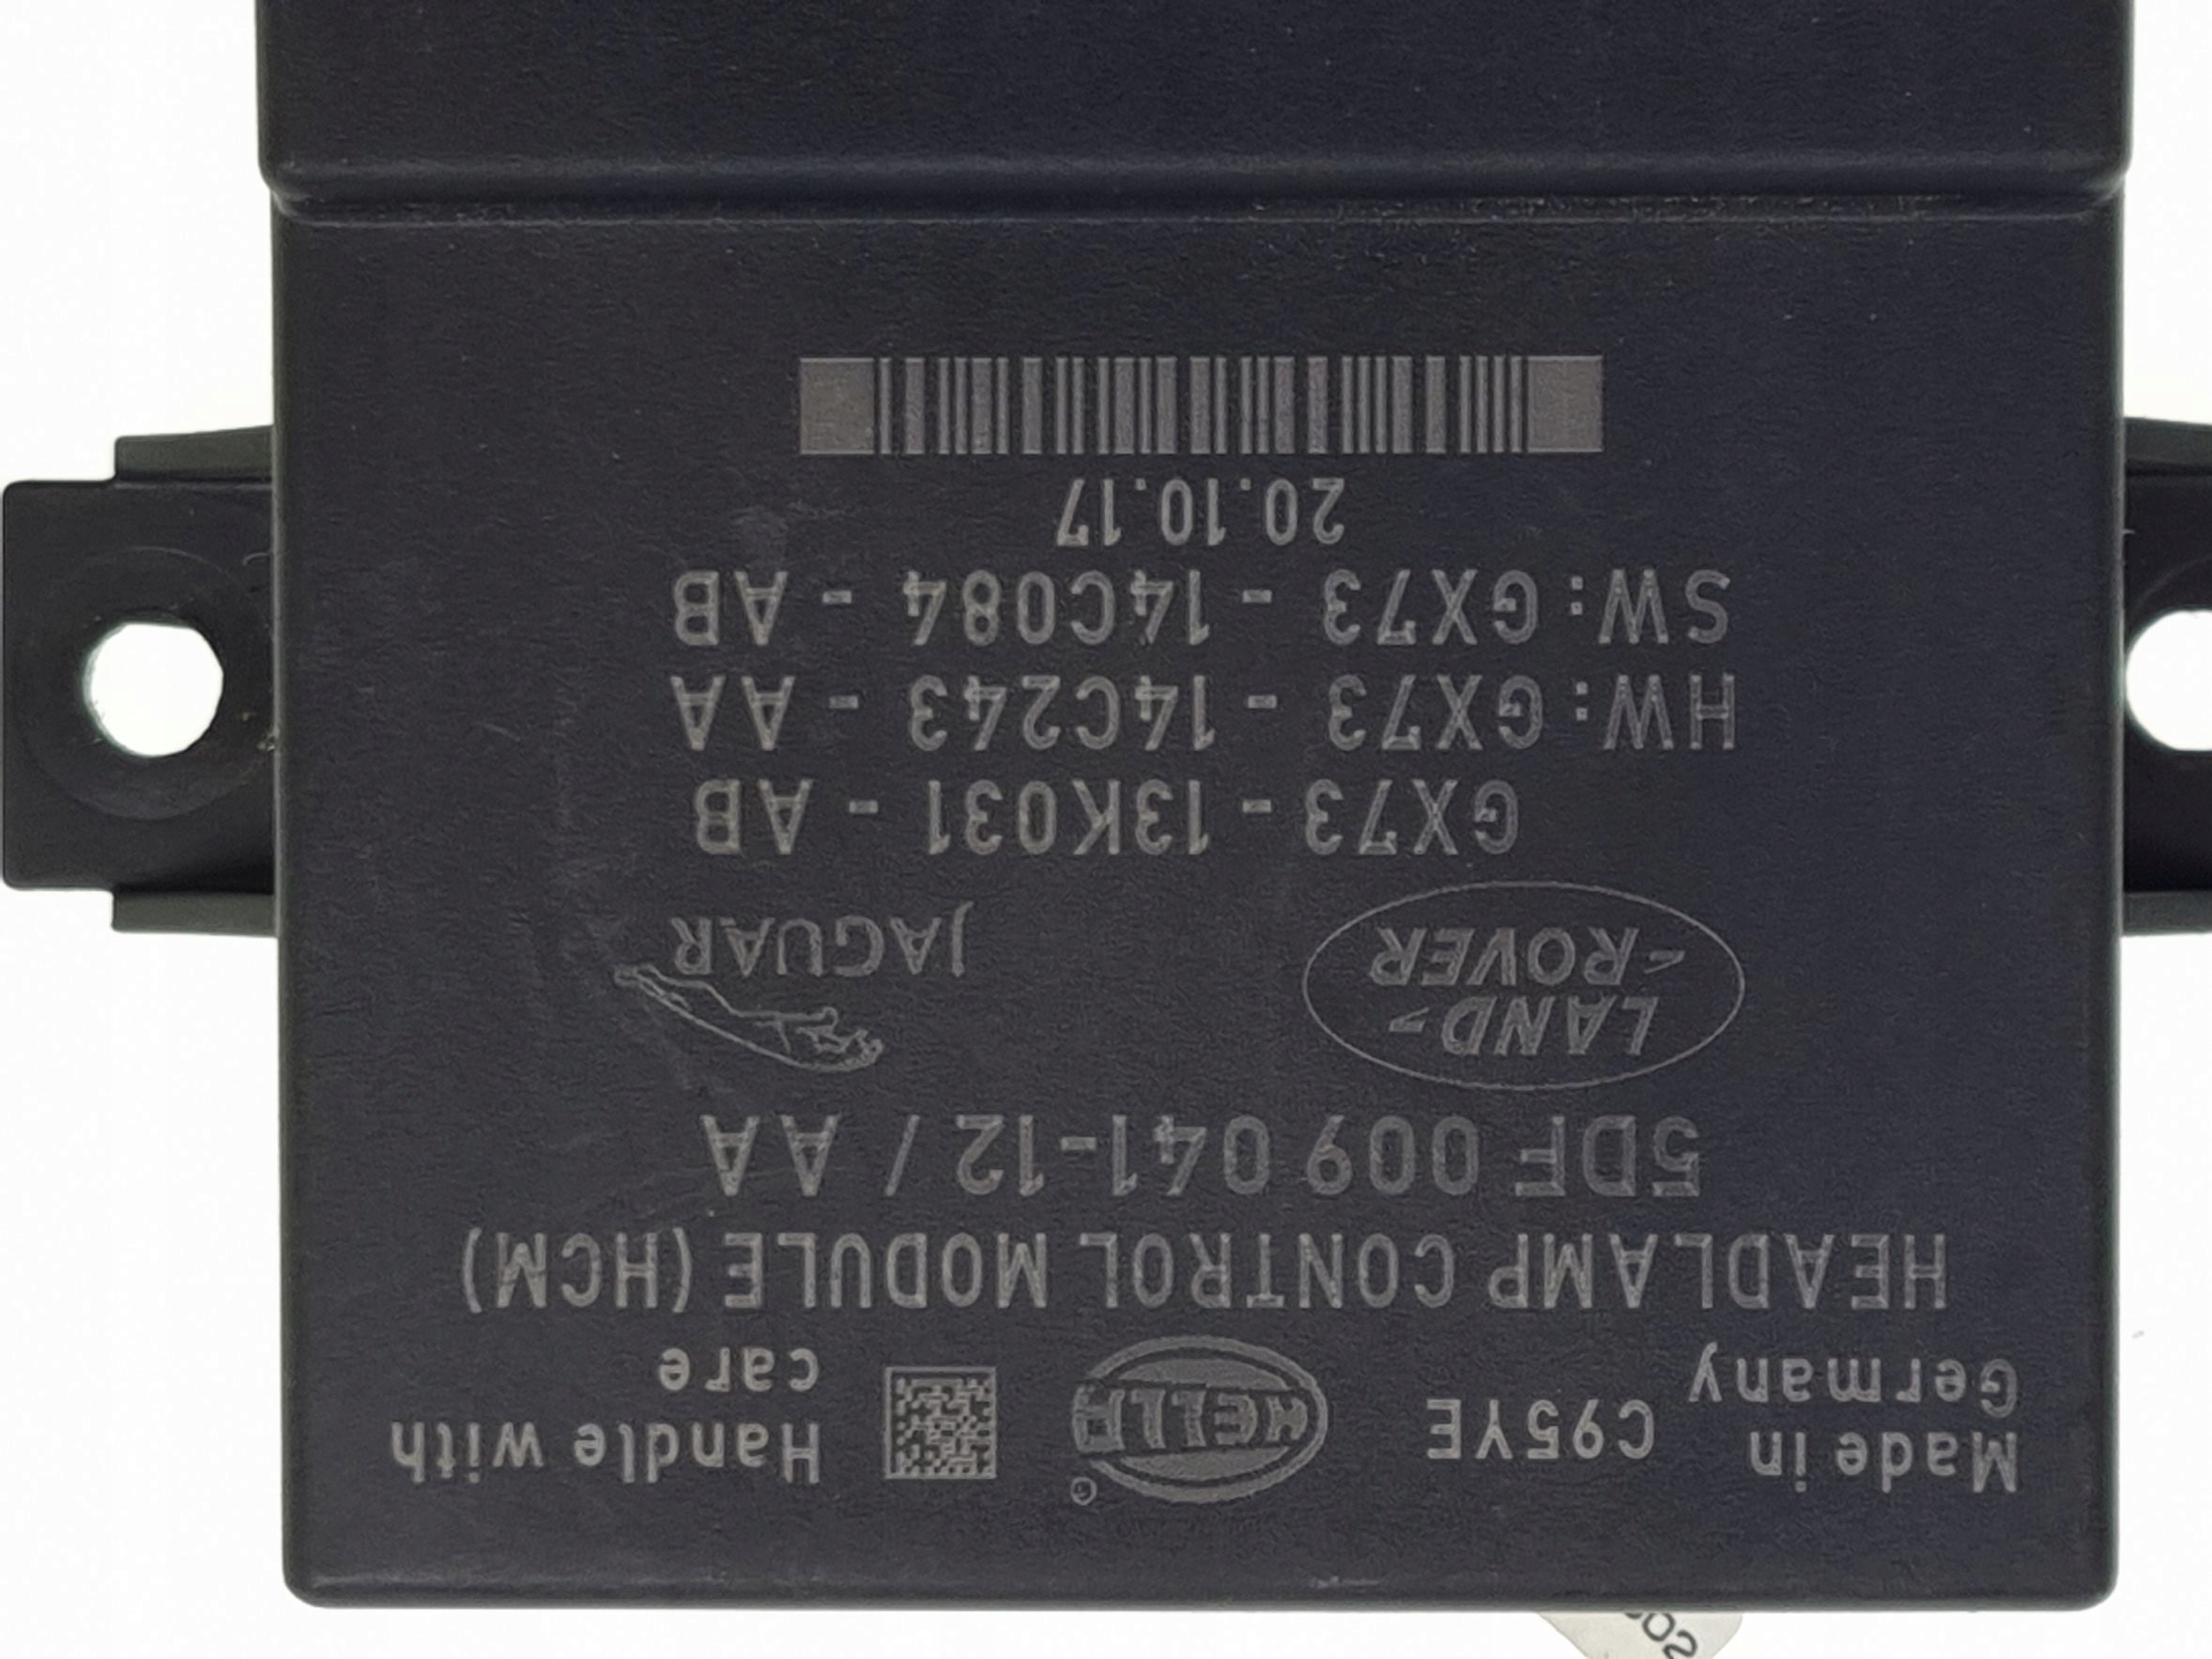 Made in
Germany
C95YE
HELLA
Handle with
care
HEADLAMP CONTROL MODULE (HCM)
5DF 009 041-12 / AA
LAND-
-ROVER
JAGUAR
GX73 - 13K031 - AB
HW: GX73 - 14C243 - AA
SW: GX73 - 14C084 - AB
20.10.17